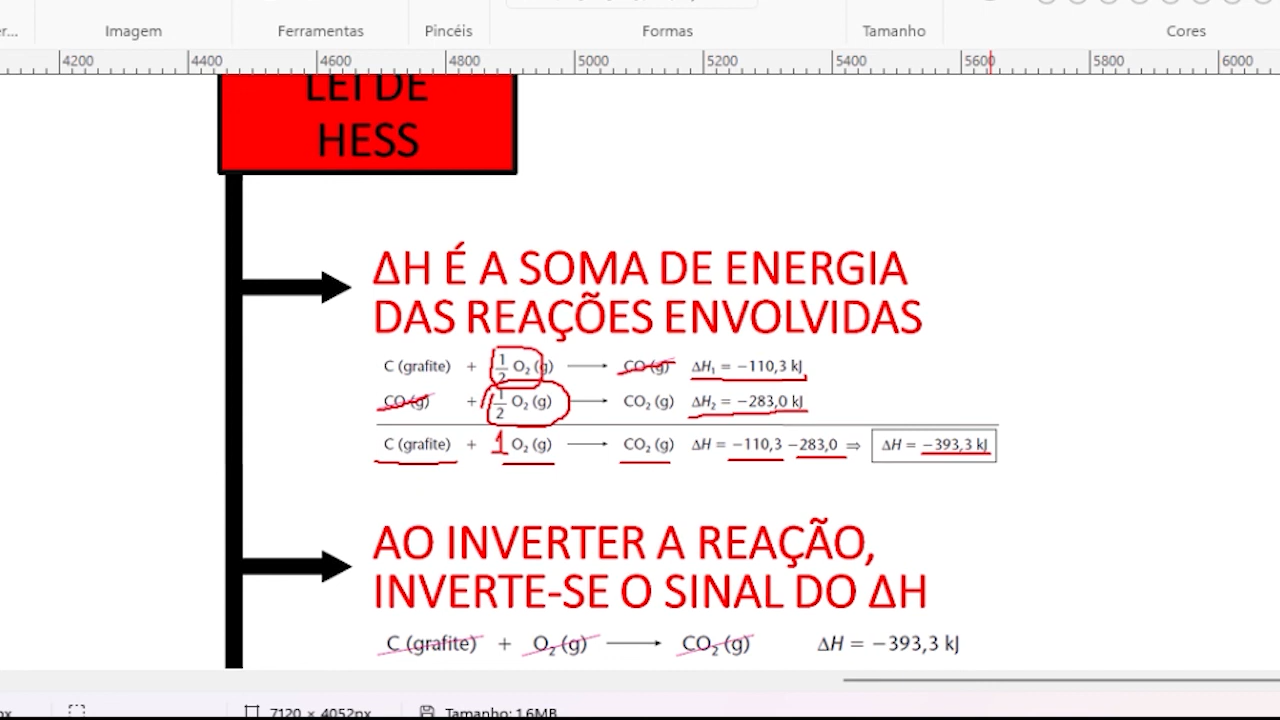 Imagem Ferramentas Pincéis Formas Tamanho Cores
4200 4400 4600 4800 5000 5200 5400 5600 5800 6000
LEI DE
HESS
ΔH É A SOMA DE ENERGIA
DAS REAÇÕES ENVOLVIDAS
C (grafite) + 1/2 O₂ (g) ⟶ CO (g) ΔH₁ = −110,3 kJ
CO (g) + 1/2 O₂ (g) ⟶ CO₂ (g) ΔH₂ = −283,0 kJ
C (grafite) + 1 O₂ (g) ⟶ CO₂ (g) ΔH = −110,3 −283,0 ⇒ ΔH = −393,3 kJ
AO INVERTER A REAÇÃO,
INVERTE-SE O SINAL DO ΔH
C (grafite) + O₂ (g) ⟶ CO₂ (g) ΔH = −393,3 kJ
7120 × 4052px Tamanho: 1,6MB